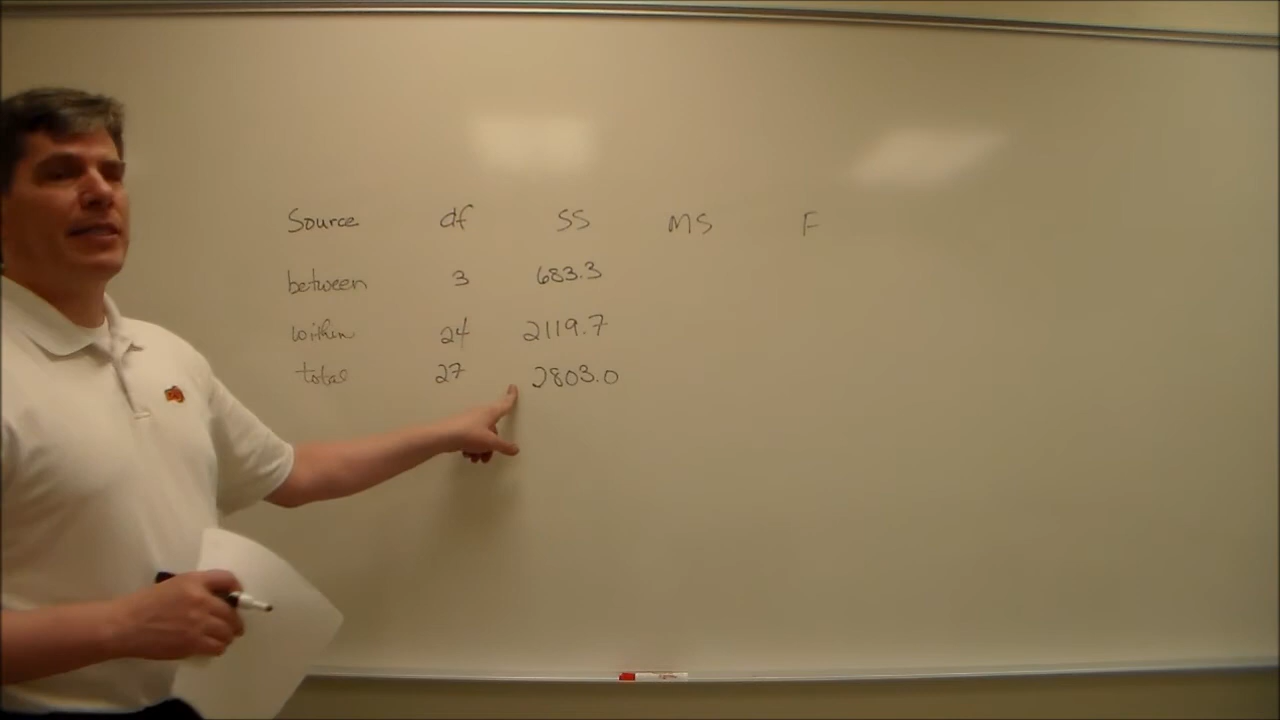 Source df SS MS F
between 3 683.3
within 24 2119.7
total 27 2803.0